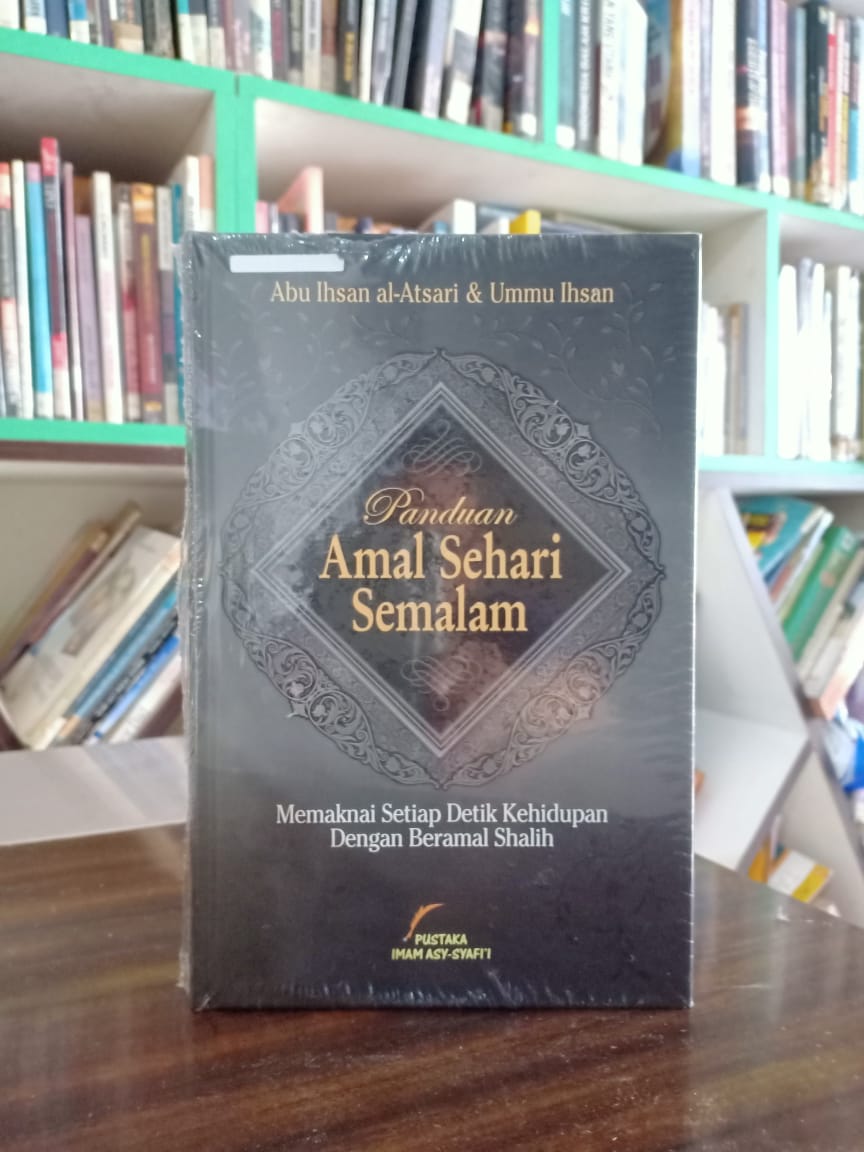 Abu Ihsan al-Atsari & Ummu Ihsan
Panduan
Amal Sehari
Semalam
Memaknai Setiap Detik Kehidupan
Dengan Beramal Shalih
PUSTAKA
IMAM ASY-SYAFI'I